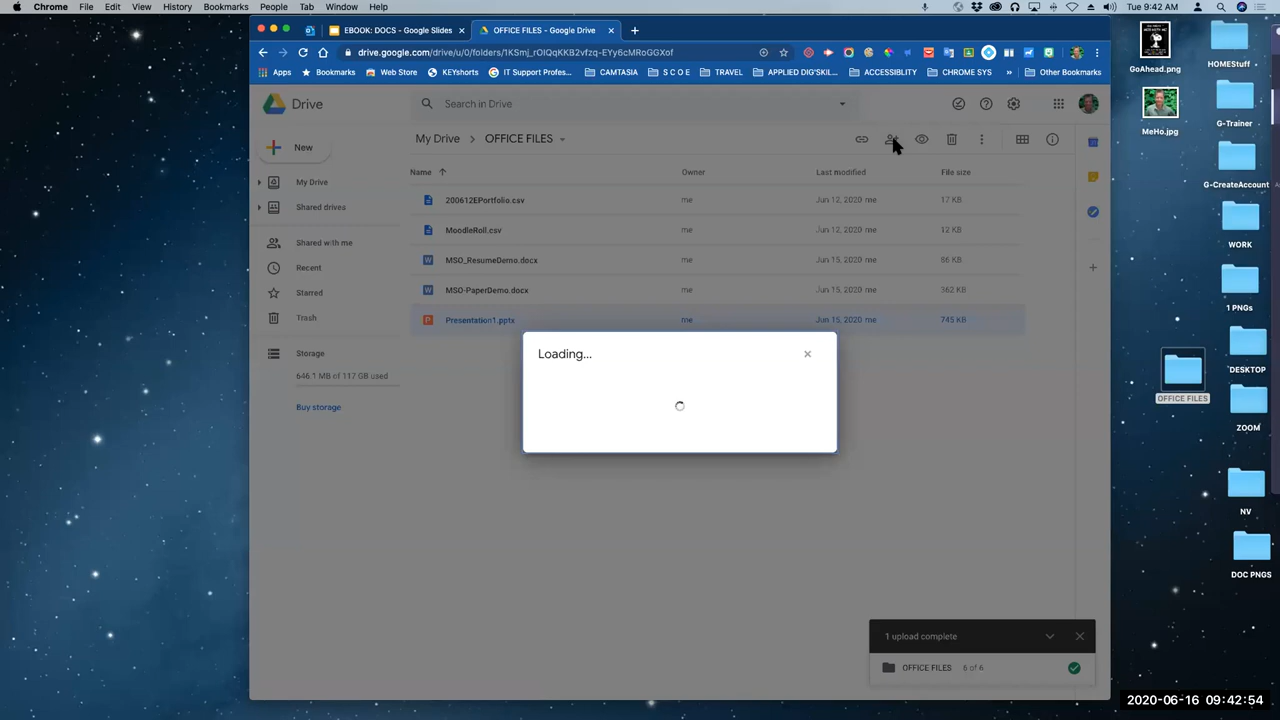 Chrome File Edit View History Bookmarks People Tab Window Help
Tue 9:42 AM
EBOOK: DOCS - Google Slides
OFFICE FILES - Google Drive
drive.google.com/drive/u/0/folders/1KSmj_rOIQqKKB2vfzq-EYy6cMRoGGXof
Apps Bookmarks Web Store KEYshorts IT Support Profes... CAMTASIA S C O E TRAVEL APPLIED DIG'SKIL... ACCESSIBLITY CHROME SYS » Other Bookmarks
Drive
Search in Drive
New
My Drive
Shared drives
Shared with me
Recent
Starred
Trash
Storage
646.1 MB of 117 GB used
Buy storage
My Drive > OFFICE FILES
Name Owner Last modified File size
200612EPortfolio.csv me Jun 12, 2020 me 17 KB
MoodleRoll.csv me Jun 12, 2020 me 12 KB
MSO_ResumeDemo.docx me Jun 15, 2020 me 86 KB
MSO-PaperDemo.docx me Jun 15, 2020 me 362 KB
Presentation1.pptx me Jun 15, 2020 me 745 KB
Loading...
1 upload complete
OFFICE FILES 6 of 6
GoAhead.png
MeHo.jpg
HOMEStuff
G-Trainer
G-CreateAccount
WORK
1 PNGs
DESKTOP
OFFICE FILES
ZOOM
NV
DOC PNGS
2020-06-16 09:42:54